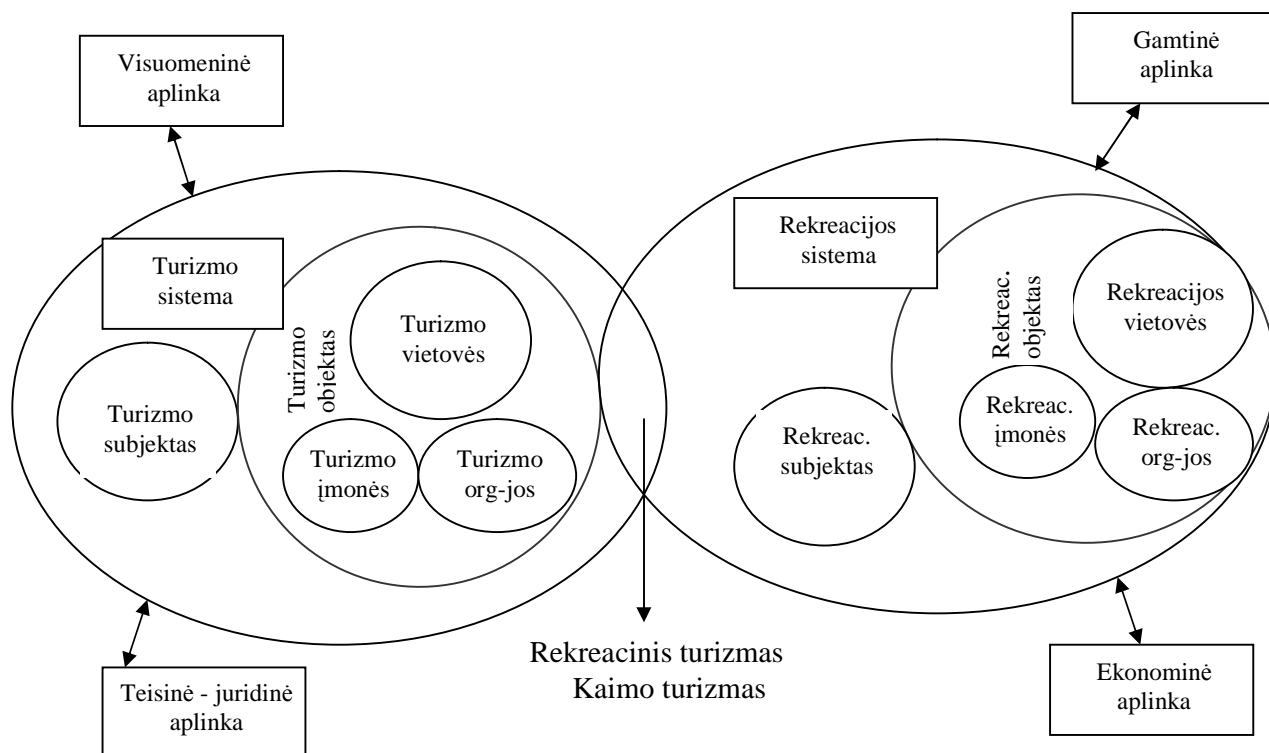 Visuomeninė
aplinka
Gamtinė
aplinka
Turizmo
sistema
Rekreacijos
sistema
Turizmo
objektas
Turizmo
vietovės
Turizmo
subjektas
Turizmo
įmonės
Turizmo
org-jos
Rekreac.
objektas
Rekreacijos
vietovės
Rekreac.
subjektas
Rekreac.
įmonės
Rekreac.
org-jos
Rekreacinis turizmas
Kaimo turizmas
Teisinė - juridinė
aplinka
Ekonominė
aplinka